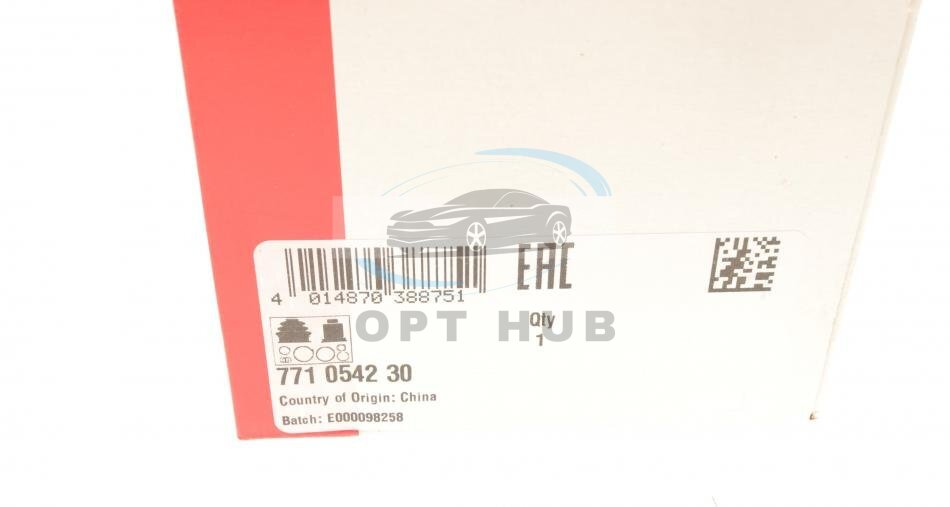 EAC
4 014870 388751
OPT HUB
Qty
1
771 0542 30
Country of Origin: China
Batch: E000098258